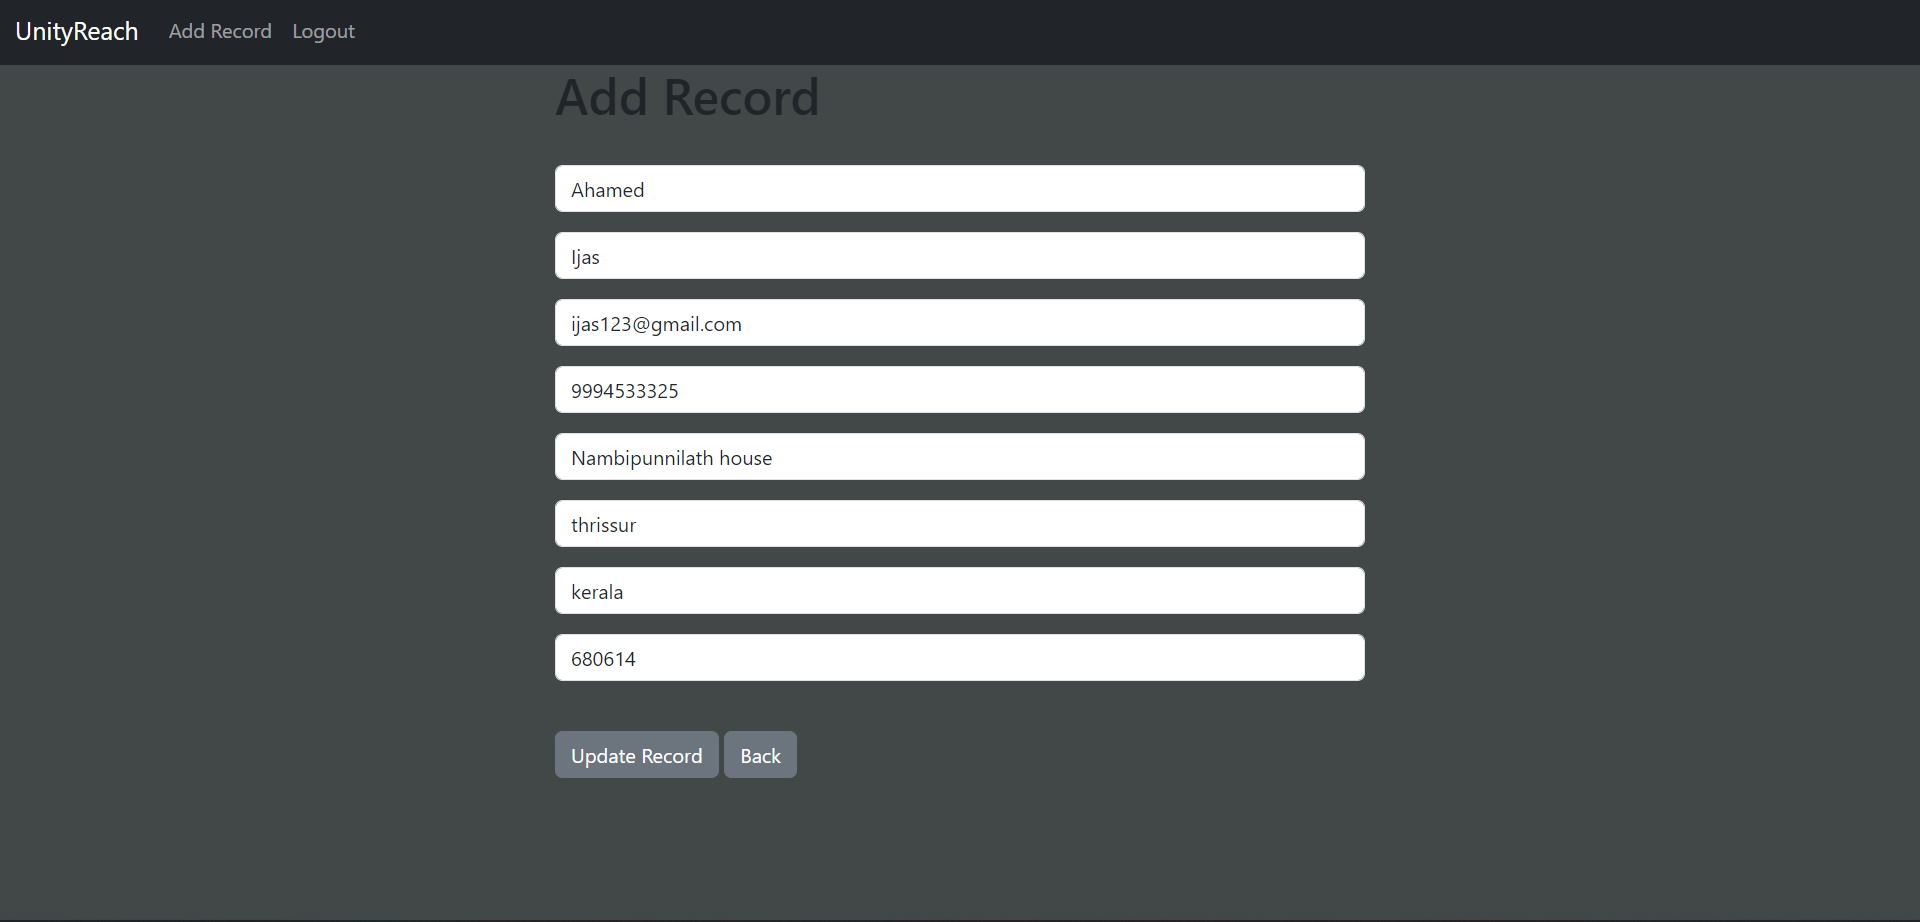 UnityReach Add Record Logout
Add Record
Ahamed
Ijas
ijas123@gmail.com
9994533325
Nambipunnilath house
thrissur
kerala
680614
Update Record Back